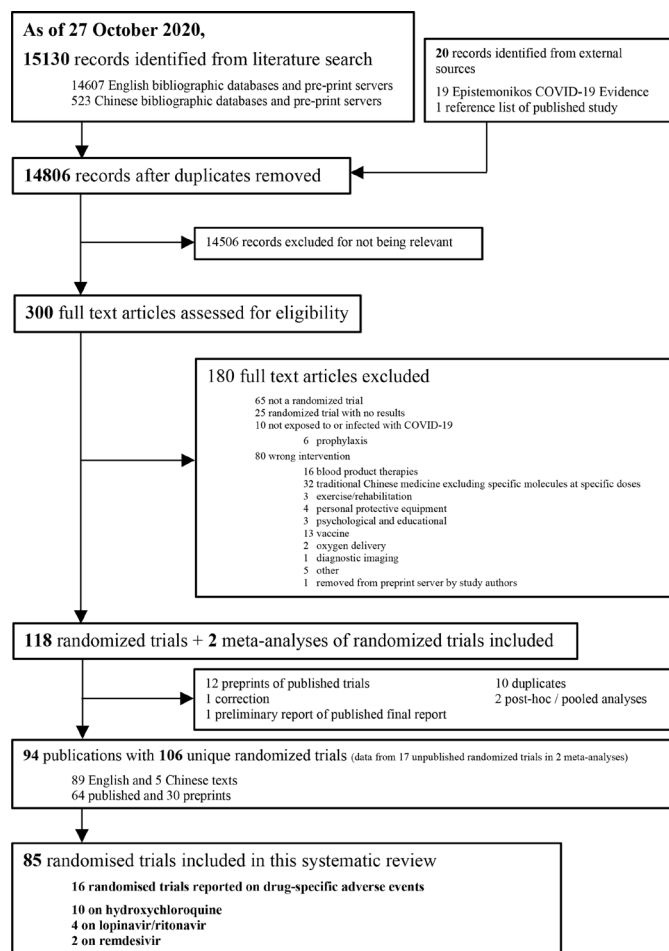 As of 27 October 2020,
15130 records identified from literature search
14607 English bibliographic databases and pre-print servers
523 Chinese bibliographic databases and pre-print servers
20 records identified from external
sources
19 Epistemonikos COVID-19 Evidence
1 reference list of published study
14806 records after duplicates removed
14506 records excluded for not being relevant
300 full text articles assessed for eligibility
180 full text articles excluded
65 not a randomized trial
25 randomized trial with no results
10 not exposed to or infected with COVID-19
6 prophylaxis
80 wrong intervention
16 blood product therapies
32 traditional Chinese medicine excluding specific molecules at specific doses
3 exercise/rehabilitation
4 personal protective equipment
3 psychological and educational
13 vaccine
2 oxygen delivery
1 diagnostic imaging
5 other
1 removed from preprint server by study authors
118 randomized trials + 2 meta-analyses of randomized trials included
12 preprints of published trials
1 correction
1 preliminary report of published final report
10 duplicates
2 post-hoc / pooled analyses
94 publications with 106 unique randomized trials (data from 17 unpublished randomized trials in 2 meta-analyses)
89 English and 5 Chinese texts
64 published and 30 preprints
85 randomised trials included in this systematic review
16 randomised trials reported on drug-specific adverse events
10 on hydroxychloroquine
4 on lopinavir/ritonavir
2 on remdesivir